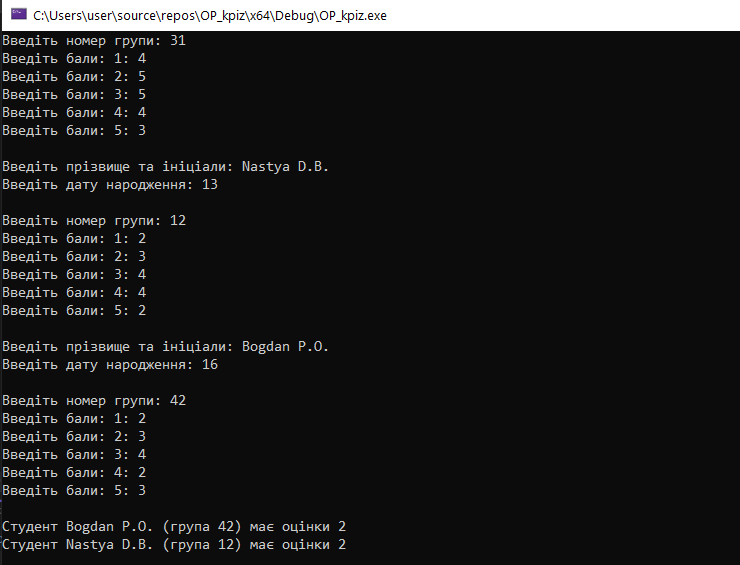 C:\Users\user\source\repos\OP_kpiz\x64\Debug\OP_kpiz.exe
Введіть номер групи: 31
Введіть бали: 1: 4
Введіть бали: 2: 5
Введіть бали: 3: 5
Введіть бали: 4: 4
Введіть бали: 5: 3
Введіть прізвище та ініціали: Nastya D.B.
Введіть дату народження: 13
Введіть номер групи: 12
Введіть бали: 1: 2
Введіть бали: 2: 3
Введіть бали: 3: 4
Введіть бали: 4: 4
Введіть бали: 5: 2
Введіть прізвище та ініціали: Bogdan P.O.
Введіть дату народження: 16
Введіть номер групи: 42
Введіть бали: 1: 2
Введіть бали: 2: 3
Введіть бали: 3: 4
Введіть бали: 4: 2
Введіть бали: 5: 3
Студент Bogdan P.O. (група 42) має оцінки 2
Студент Nastya D.B. (група 12) має оцінки 2